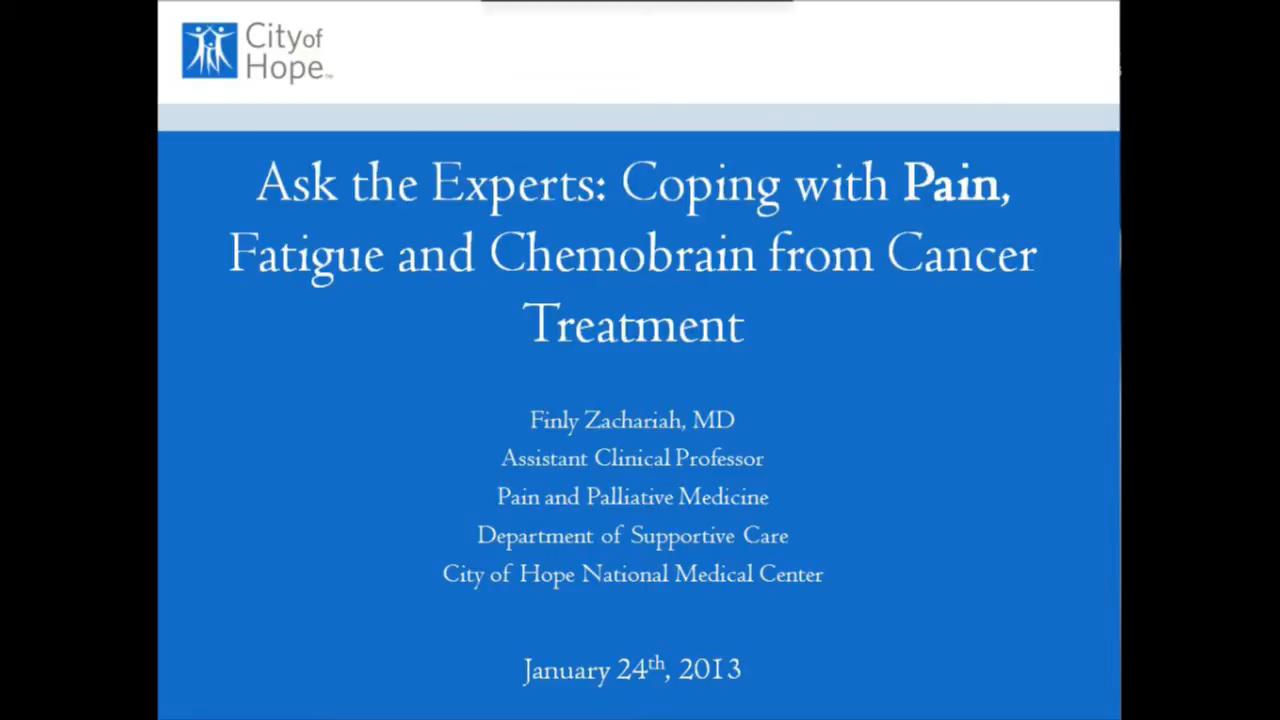 City of
Hope™
Ask the Experts: Coping with Pain,
Fatigue and Chemobrain from Cancer
Treatment
Finly Zachariah, MD
Assistant Clinical Professor
Pain and Palliative Medicine
Department of Supportive Care
City of Hope National Medical Center
January 24th, 2013